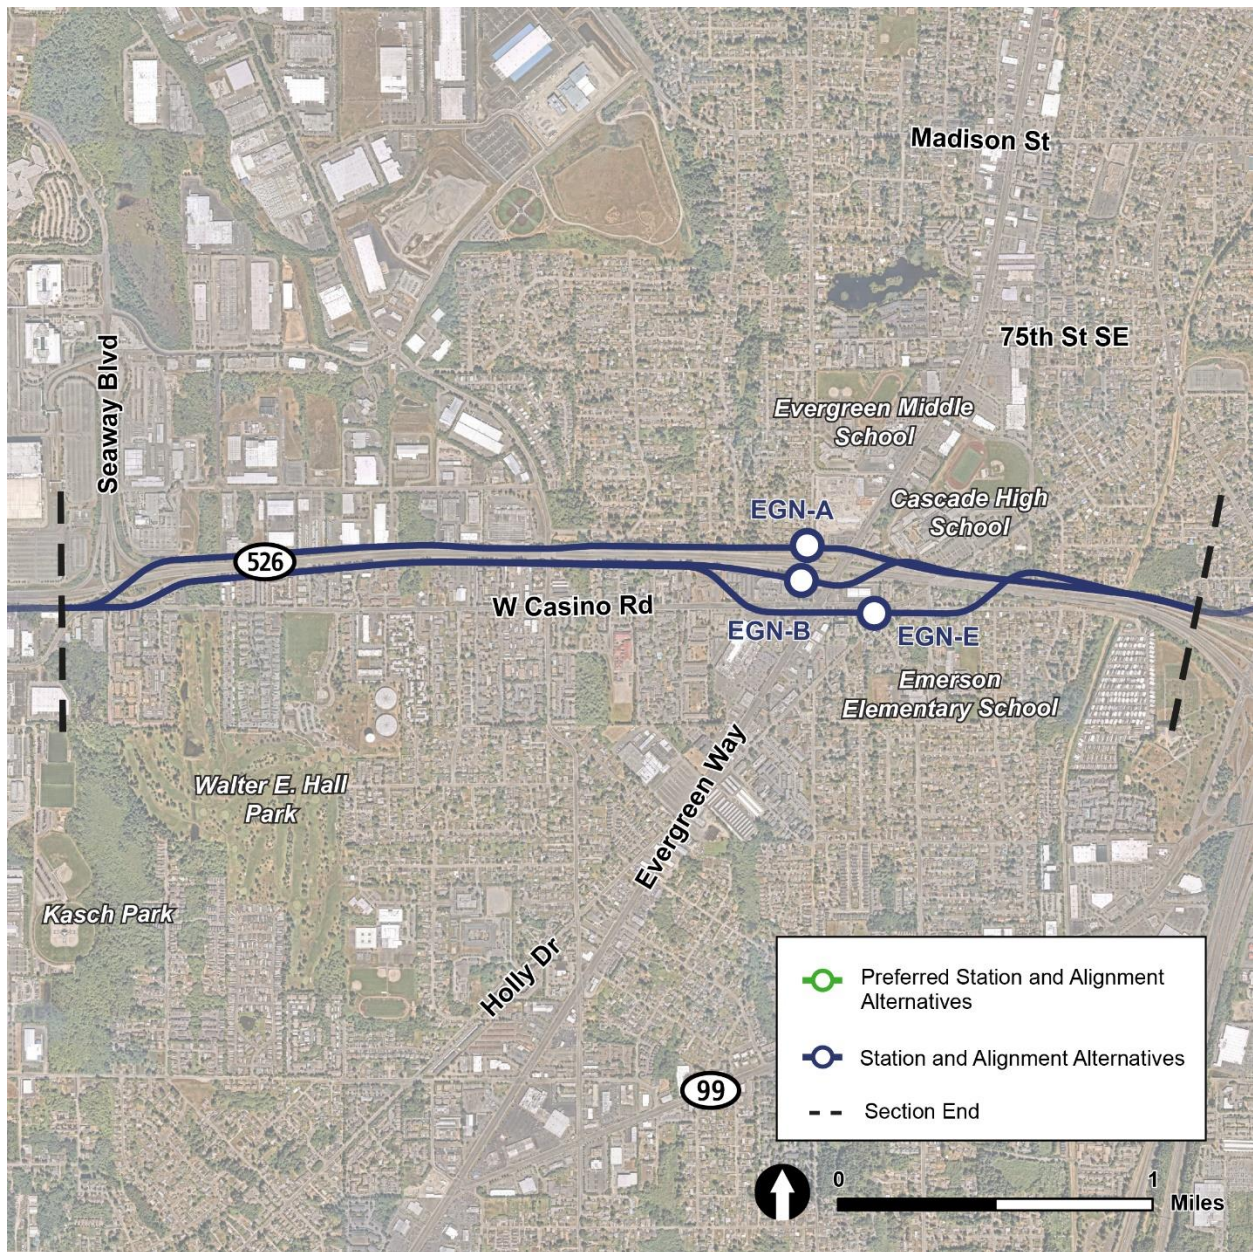 Madison St
75th St SE
Seaway Blvd
Evergreen Middle
School
Cascade High
School
EGN-A
526
W Casino Rd
EGN-B
EGN-E
Emerson
Elementary School
Evergreen Way
Walter E. Hall
Park
Kasch Park
Holly Dr
99
Preferred Station and Alignment
Alternatives
Station and Alignment Alternatives
Section End
0
1
Miles